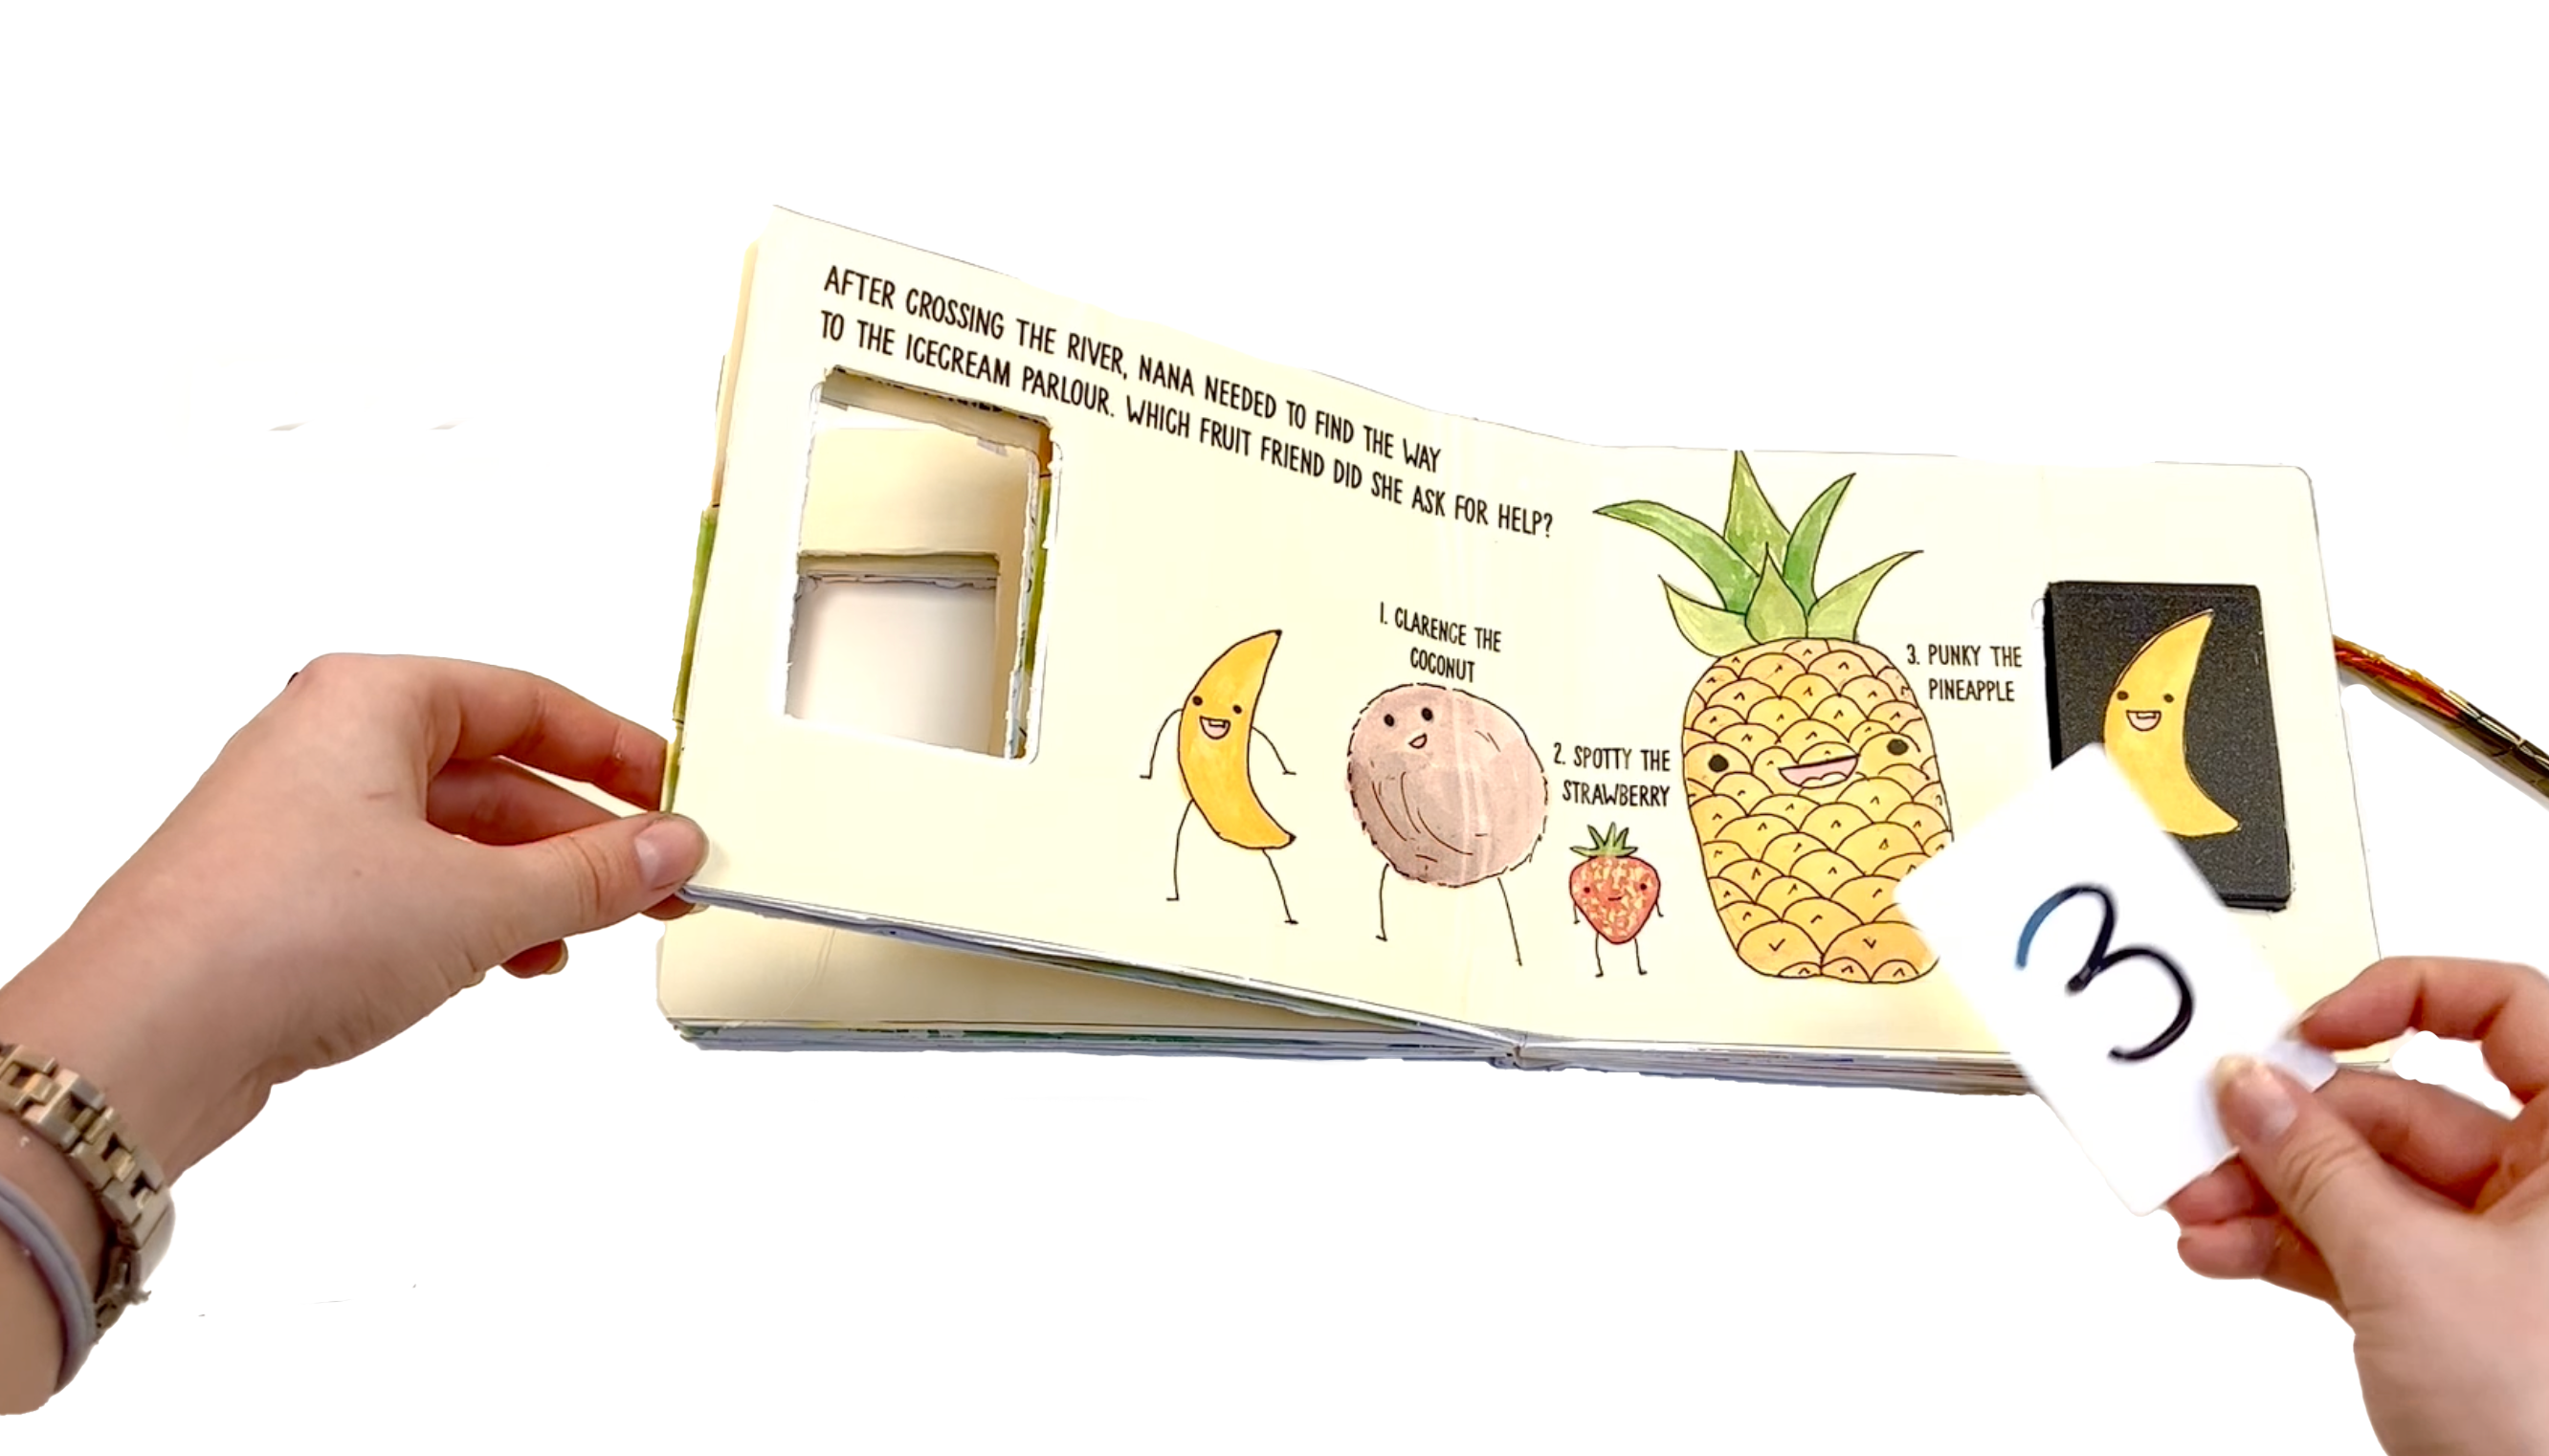 AFTER CROSSING THE RIVER, NANA NEEDED TO FIND THE WAY
TO THE ICECREAM PARLOUR. WHICH FRUIT FRIEND DID SHE ASK FOR HELP?
1. CLARENCE THE
COCONUT
2. SPOTTY THE
STRAWBERRY
3. PUNKY THE
PINEAPPLE
3